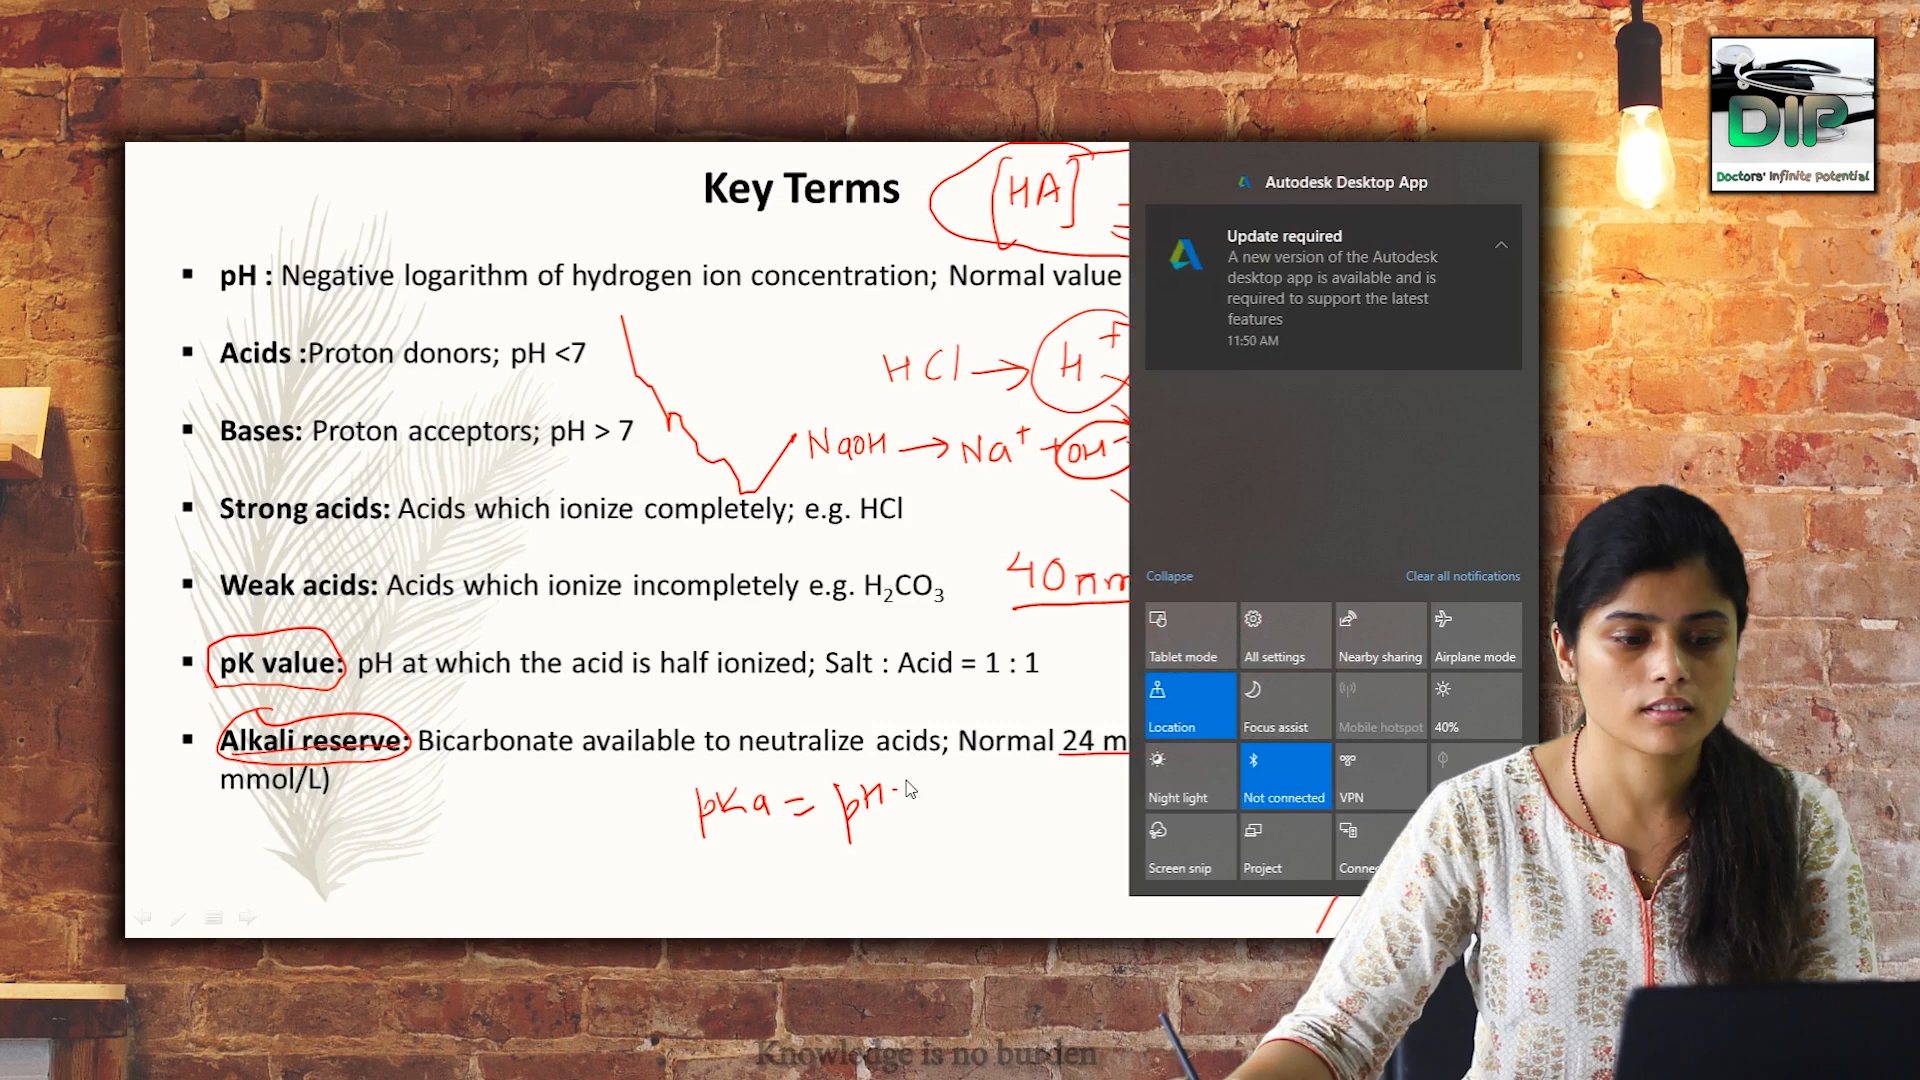 DIP
Doctors' Infinite Potential
Key Terms
[HA]
▪ pH : Negative logarithm of hydrogen ion concentration; Normal value
▪ Acids :Proton donors; pH <7
HCl → H+
▪ Bases: Proton acceptors; pH > 7
NaOH → Na+ + OH-
▪ Strong acids: Acids which ionize completely; e.g. HCl
▪ Weak acids: Acids which ionize incompletely e.g. H₂CO₃
40 n
▪ pK value: pH at which the acid is half ionized; Salt : Acid = 1 : 1
▪ Alkali reserve: Bicarbonate available to neutralize acids; Normal 24 m
mmol/L)
pKa = pH
Autodesk Desktop App
Update required
A new version of the Autodesk
desktop app is available and is
required to support the latest
features
11:50 AM
Collapse Clear all notifications
Tablet mode All settings Nearby sharing Airplane mode
Location Focus assist Mobile hotspot 40%
Night light Not connected VPN
Screen snip Project Conne
Knowledge is no burden